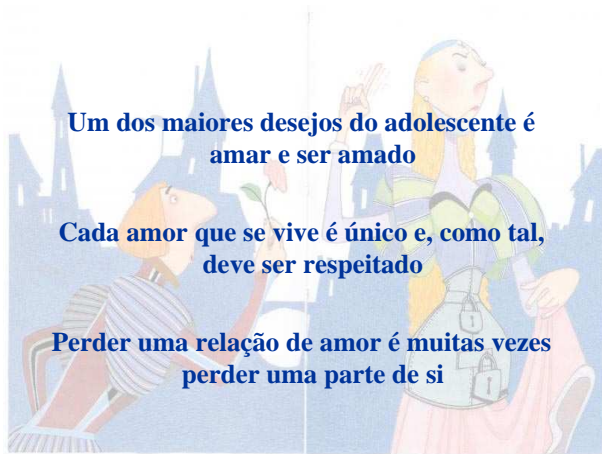 Um dos maiores desejos do adolescente é
amar e ser amado
Cada amor que se vive é único e, como tal,
deve ser respeitado
Perder uma relação de amor é muitas vezes
perder uma parte de si